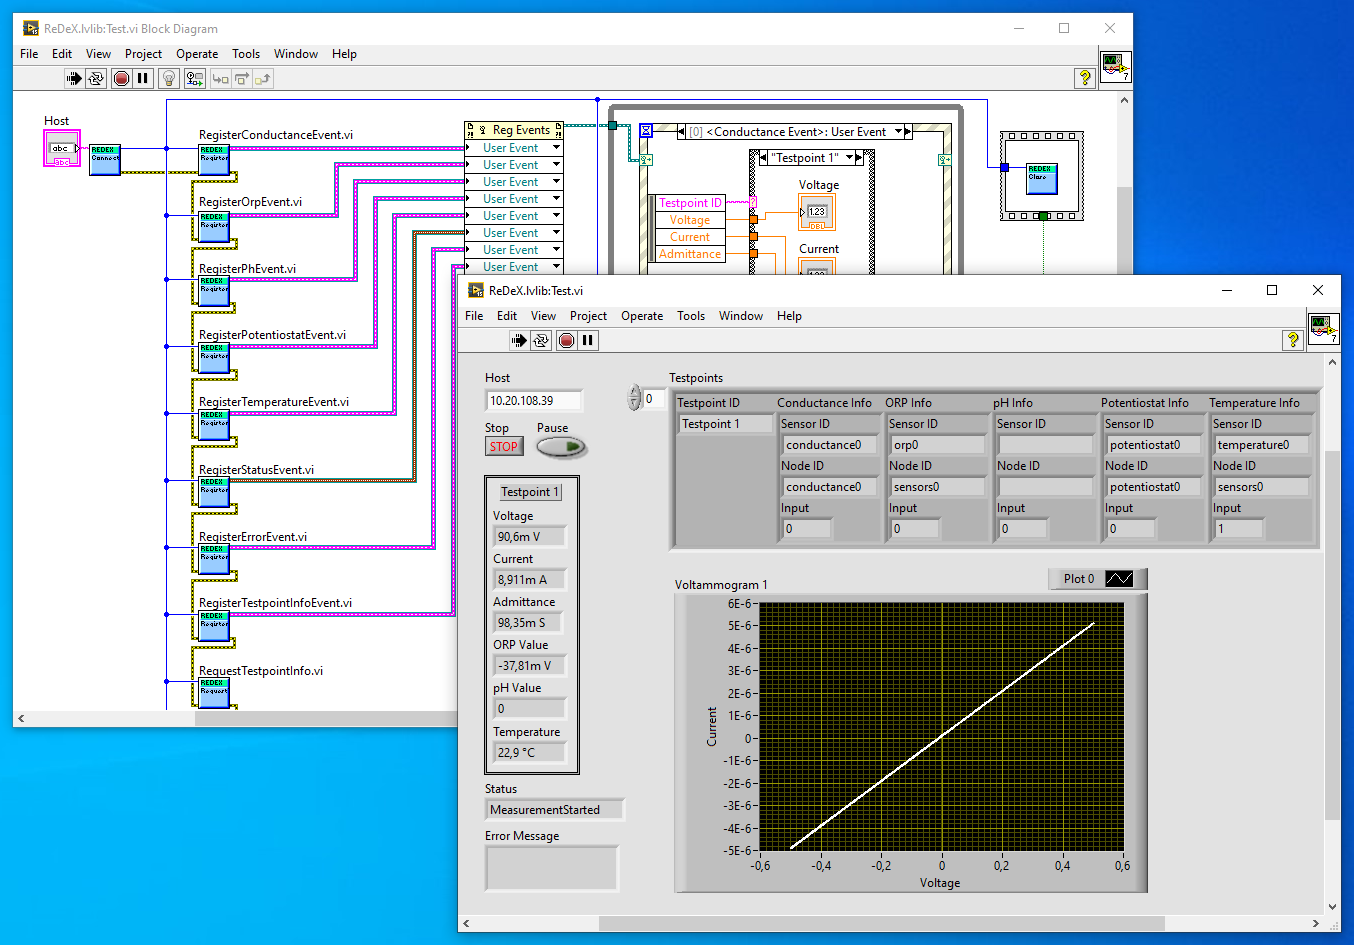 ReDeX.lvlib:Test.vi Block Diagram
File Edit View Project Operate Tools Window Help
?
7
Host
abc
abc
REDEX
Connect
RegisterConductanceEvent.vi
REDEX
Register
RegisterOrpEvent.vi
REDEX
Register
RegisterPhEvent.vi
REDEX
Register
RegisterPotentiostatEvent.vi
REDEX
Register
RegisterTemperatureEvent.vi
REDEX
Register
RegisterStatusEvent.vi
REDEX
Register
RegisterErrorEvent.vi
REDEX
Register
RegisterTestpointInfoEvent.vi
REDEX
Register
RequestTestpointInfo.vi
REDEX
Request
Reg Events
User Event
User Event
User Event
User Event
User Event
User Event
User Event
User Event
[0] <Conductance Event>: User Event
"Testpoint 1"
Testpoint ID
Voltage
Current
Admittance
?
Voltage
1.23
DBL
Current
1.23
REDEX
Close
ReDeX.lvlib:Test.vi
File Edit View Project Operate Tools Window Help
?
7
Host
10.20.108.39
Stop Pause
STOP
Testpoint 1
Voltage
90,6m V
Current
8,911m A
Admittance
98,35m S
ORP Value
-37,81m V
pH Value
0
Temperature
22,9 °C
Status
MeasurementStarted
Error Message
Testpoints
0
Testpoint ID Conductance Info ORP Info pH Info Potentiostat Info Temperature Info
Testpoint 1 Sensor ID Sensor ID Sensor ID Sensor ID Sensor ID
conductance0 orp0 potentiostat0 temperature0
Node ID Node ID Node ID Node ID Node ID
conductance0 sensors0 potentiostat0 sensors0
Input Input Input Input Input
0 0 0 0 1
Voltammogram 1
Plot 0
6E-6
5E-6
4E-6
3E-6
2E-6
1E-6
0
-1E-6
-2E-6
-3E-6
-4E-6
-5E-6
Current
-0,6 -0,4 -0,2 0 0,2 0,4 0,6
Voltage